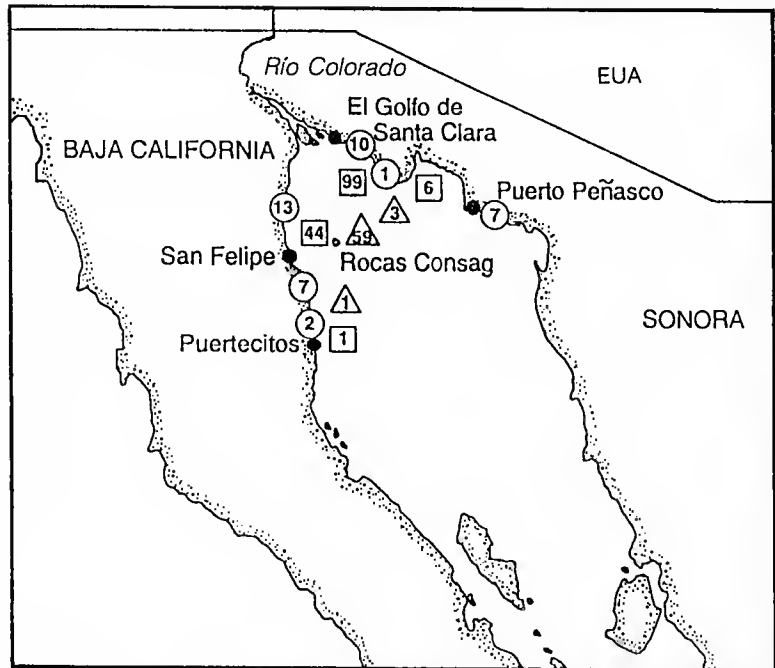 Río Colorado
EUA
El Golfo de
Santa Clara
10
BAJA CALIFORNIA
99
1
6
Puerto Peñasco
13
3
7
44
59
San Felipe
Rocas Consag
7
1
SONORA
2
Puertecitos
1